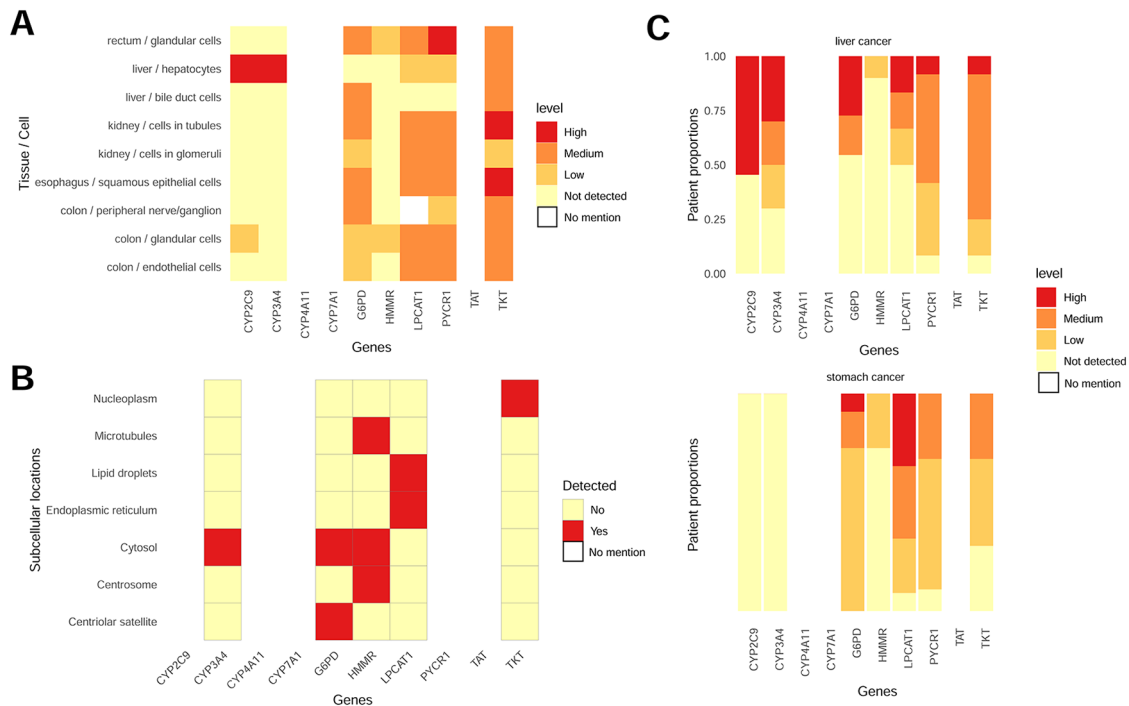 A
rectum / glandular cells
liver / hepatocytes
liver / bile duct cells
kidney / cells in tubules
kidney / cells in glomeruli
esophagus / squamous epithelial cells
colon / peripheral nerve/ganglion
colon / glandular cells
colon / endothelial cells
Tissue / Cell
CYP2C9
CYP3A4
CYP4A11
CYP7A1
G6PD
HMMR
LPCAT1
PYCR1
TAT
TKT
Genes
level
High
Medium
Low
Not detected
No mention
B
Nucleoplasm
Microtubules
Lipid droplets
Endoplasmic reticulum
Cytosol
Centrosome
Centriolar satellite
Subcellular locations
CYP2C9
CYP3A4
CYP4A11
CYP7A1
G6PD
HMMR
LPCAT1
PYCR1
TAT
TKT
Genes
Detected
No
Yes
No mention
C
liver cancer
1.00
0.75
0.50
0.25
0.00
Patient proportions
CYP2C9
CYP3A4
CYP4A11
CYP7A1
G6PD
HMMR
LPCAT1
PYCR1
TAT
TKT
Genes
stomach cancer
Patient proportions
CYP2C9
CYP3A4
CYP4A11
CYP7A1
G6PD
HMMR
LPCAT1
PYCR1
TAT
TKT
Genes
level
High
Medium
Low
Not detected
No mention